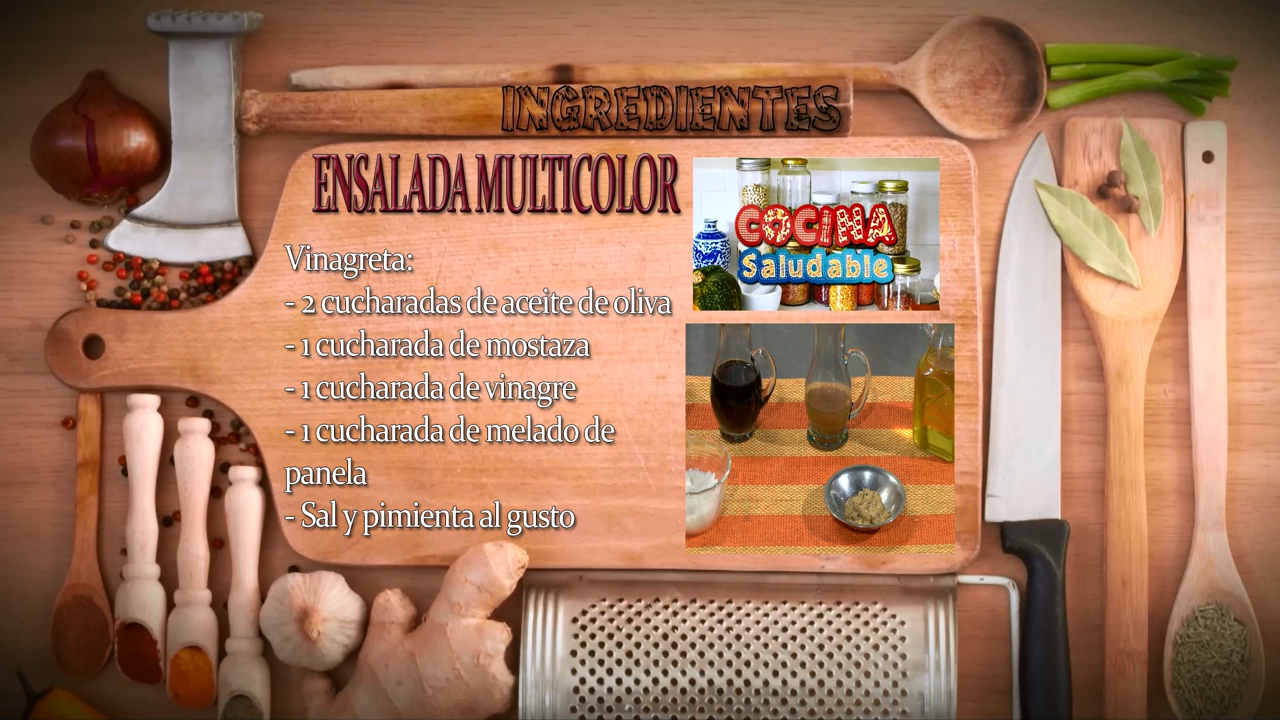 INGREDIENTES
ENSALADA MULTICOLOR
COCINA
Saludable
Vinagreta:
- 2 cucharadas de aceite de oliva
- 1 cucharada de mostaza
- 1 cucharada de vinagre
- 1 cucharada de melado de
panela
- Sal y pimienta al gusto